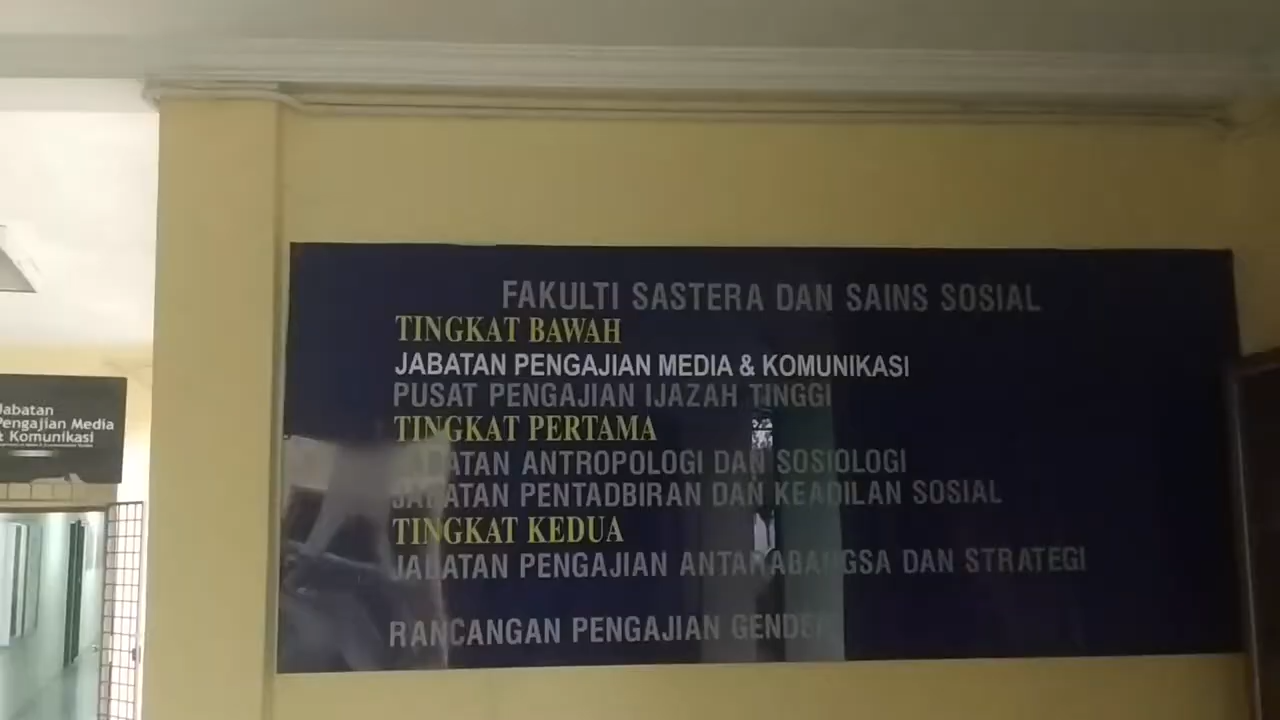 FAKULTI SASTERA DAN SAINS SOSIAL
TINGKAT BAWAH
JABATAN PENGAJIAN MEDIA & KOMUNIKASI
PUSAT PENGAJIAN IJAZAH TINGGI
TINGKAT PERTAMA
JABATAN ANTROPOLOGI DAN SOSIOLOGI
JABATAN PENTADBIRAN DAN KEADILAN SOSIAL
TINGKAT KEDUA
JABATAN PENGAJIAN ANTARABANGSA DAN STRATEGI
RANCANGAN PENGAJIAN GENDER
Jabatan
Pengajian Media
& Komunikasi